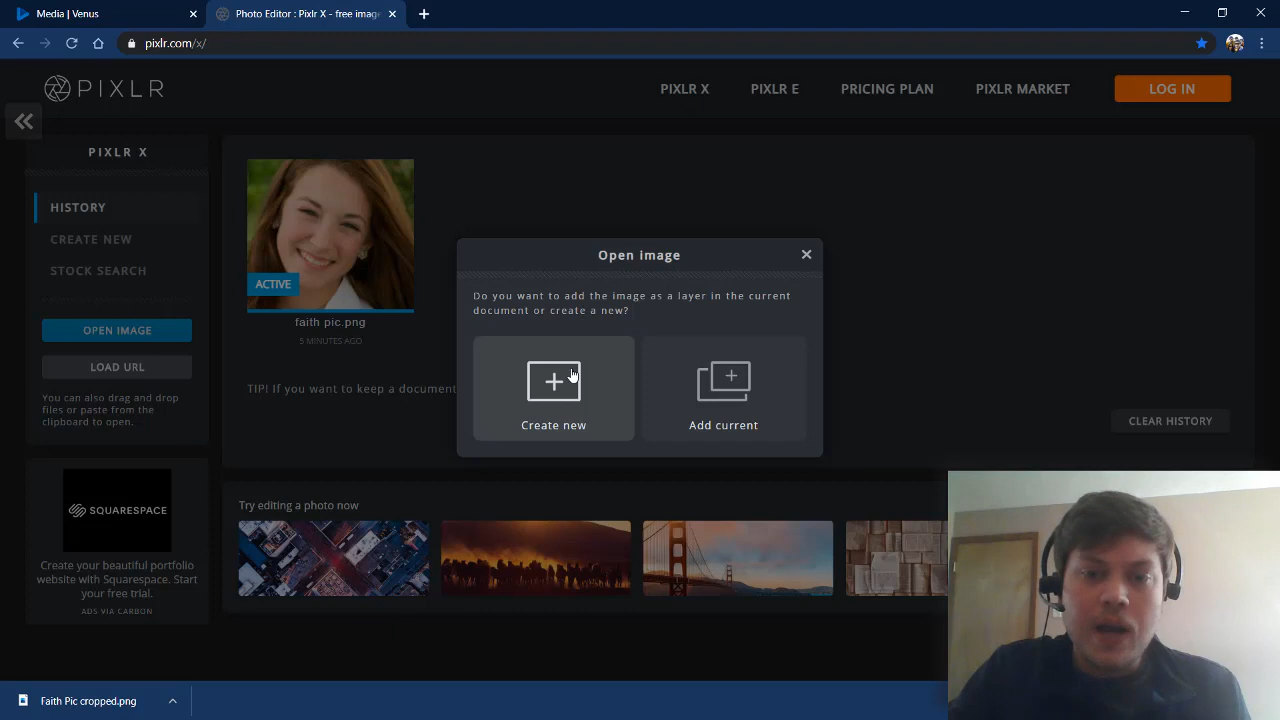 Media | Venus
Photo Editor : Pixlr X - free image
pixlr.com/x/
PIXLR
PIXLR X
PIXLR E
PRICING PLAN
PIXLR MARKET
LOG IN
PIXLR X
HISTORY
CREATE NEW
STOCK SEARCH
OPEN IMAGE
LOAD URL
You can also drag and drop
files or paste from the
clipboard to open.
ACTIVE
faith pic.png
5 MINUTES AGO
TIP! If you want to keep a document
Open image
Do you want to add the image as a layer in the current
document or create a new?
Create new
Add current
CLEAR HISTORY
Try editing a photo now
SQUARESPACE
Create your beautiful portfolio
website with Squarespace. Start
your free trial.
ADS VIA CARBON
Faith Pic cropped.png